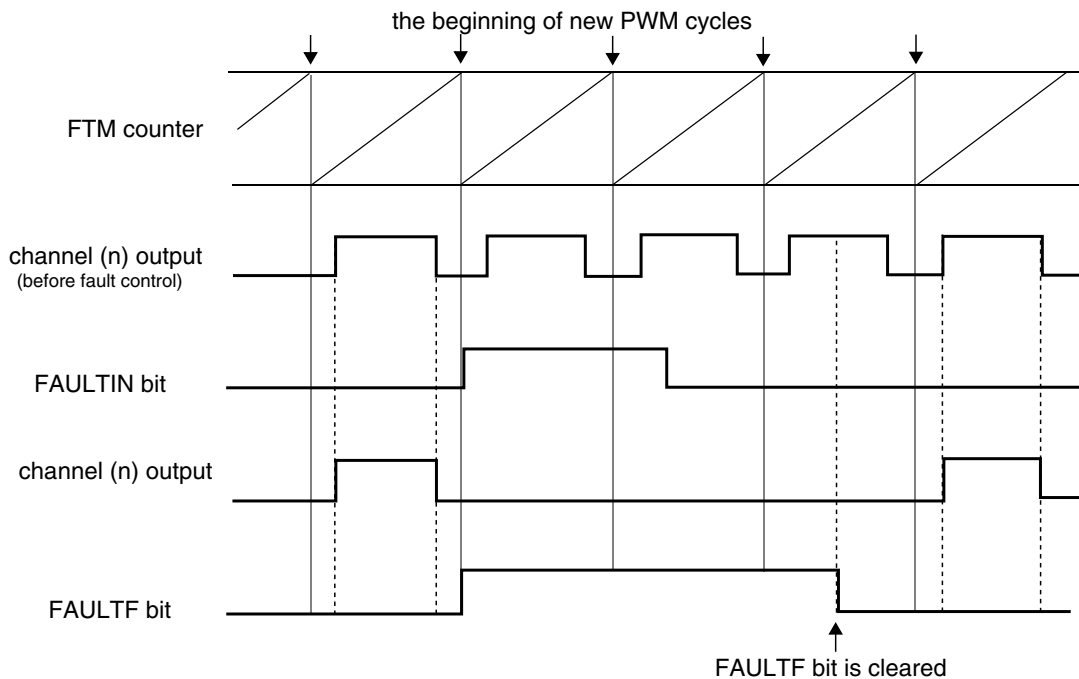 the beginning of new PWM cycles
FTM counter
channel (n) output
(before fault control)
FAULTIN bit
channel (n) output
FAULTF bit
FAULTF bit is cleared